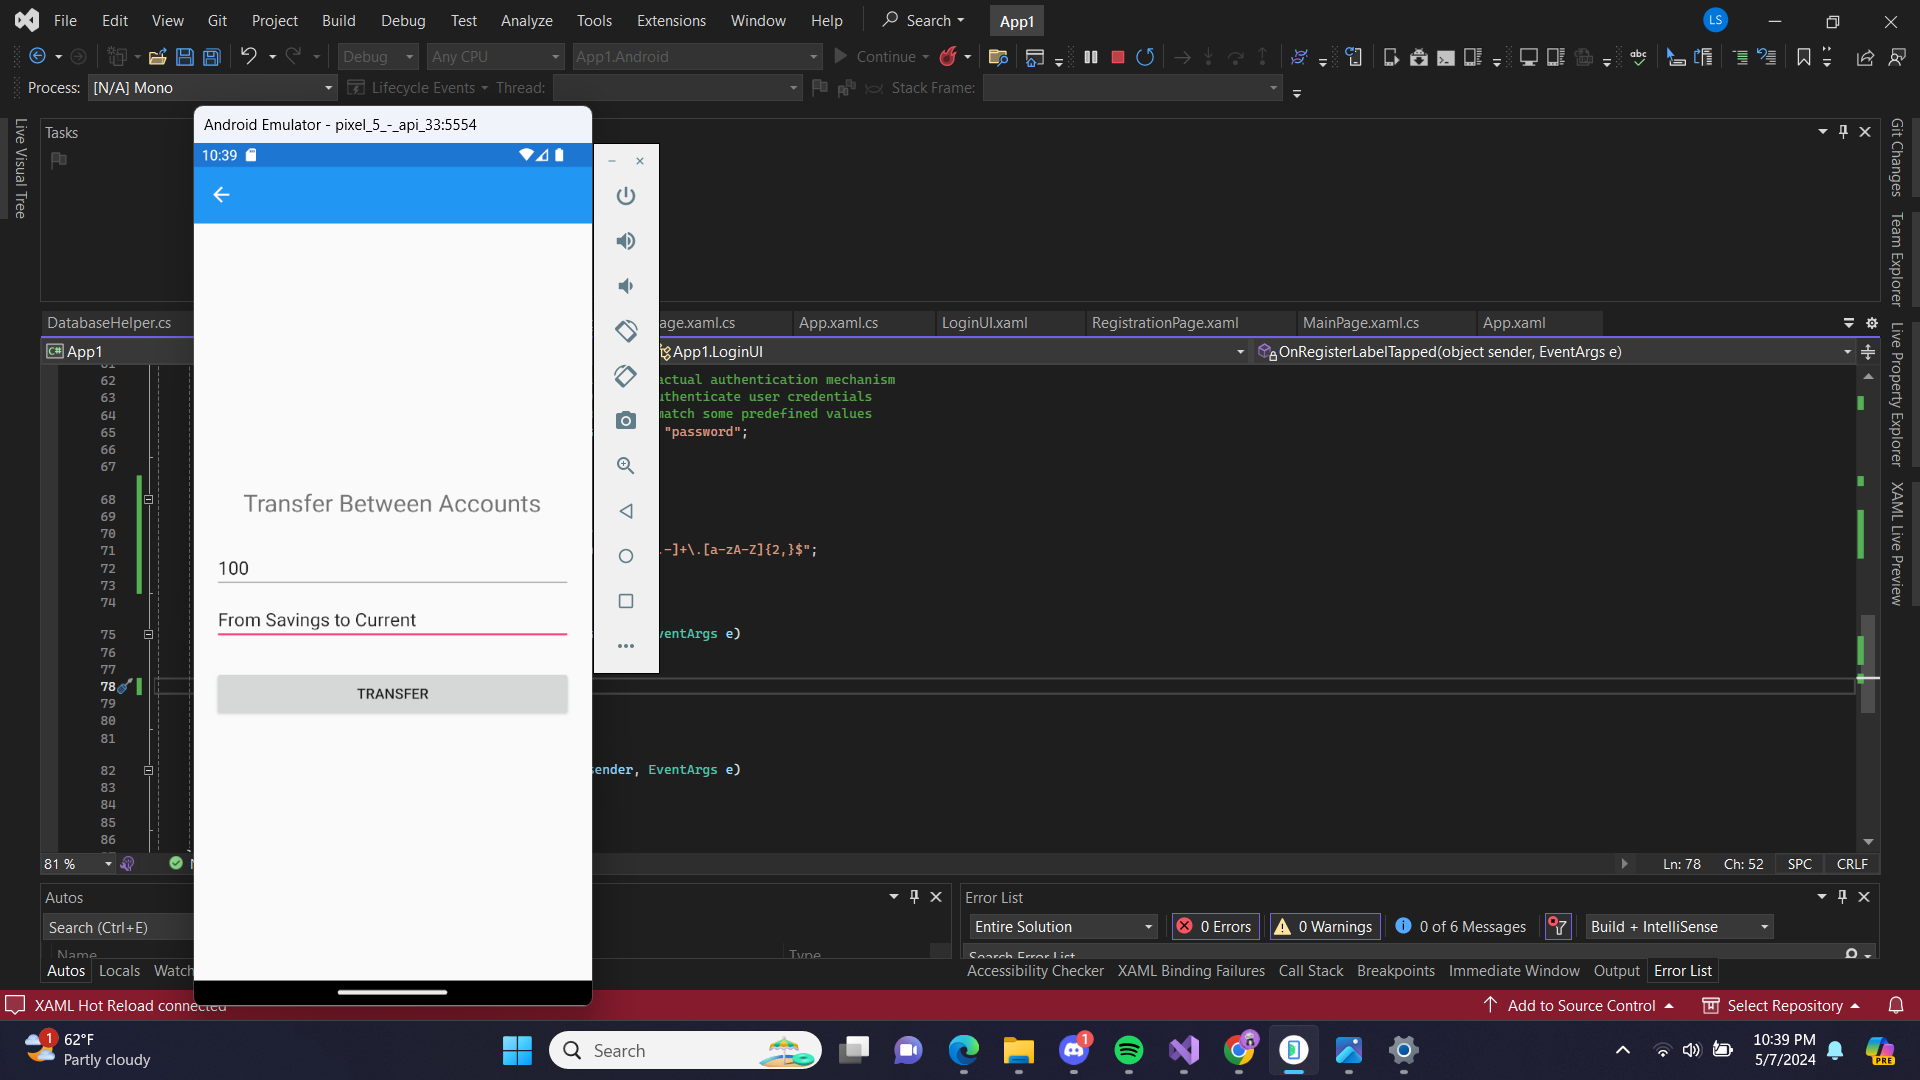 File Edit View Git Project Build Debug Test Analyze Tools Extensions Window Help Search App1 LS
Debug Any CPU App1.Android Continue
Process: [N/A] Mono Lifecycle Events Thread: Stack Frame:
Tasks
Live Visual Tree
Git Changes
Team Explorer
Live Property Explorer
XAML Live Preview
Android Emulator - pixel_5_-_api_33:5554
10:39
Transfer Between Accounts
100
From Savings to Current
TRANSFER
DatabaseHelper.cs age.xaml.cs App.xaml.cs LoginUI.xaml RegistrationPage.xaml MainPage.xaml.cs App.xaml
C# App1 App1.LoginUI OnRegisterLabelTapped(object sender, EventArgs e)
62 actual authentication mechanism
63 uthenticate user credentials
64 match some predefined values
65 "password";
66
67
68
69
70
71 .-]+\.[a-zA-Z]{2,}$";
72
73
74
75 ventArgs e)
76
77
78
79
80
81
82 sender, EventArgs e)
83
84
85
86
81 % Ln: 78 Ch: 52 SPC CRLF
Autos
Search (Ctrl+E)
Name Type
Autos Locals Watch
Error List
Entire Solution 0 Errors 0 Warnings 0 of 6 Messages Build + IntelliSense
Search Error List
Accessibility Checker XAML Binding Failures Call Stack Breakpoints Immediate Window Output Error List
XAML Hot Reload connected Add to Source Control Select Repository
1 62°F
Partly cloudy
Search
1
10:39 PM
5/7/2024
PRE